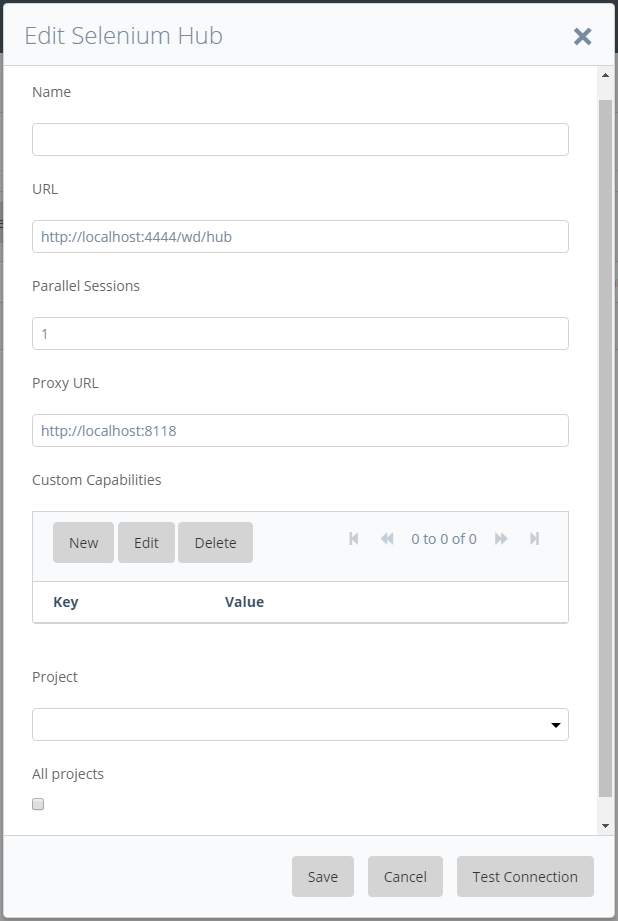 Edit Selenium Hub
Name
URL
http://localhost:4444/wd/hub
Parallel Sessions
1
Proxy URL
http://localhost:8118
Custom Capabilities
New Edit Delete 0 to 0 of 0
Key Value
Project
All projects
Save Cancel Test Connection